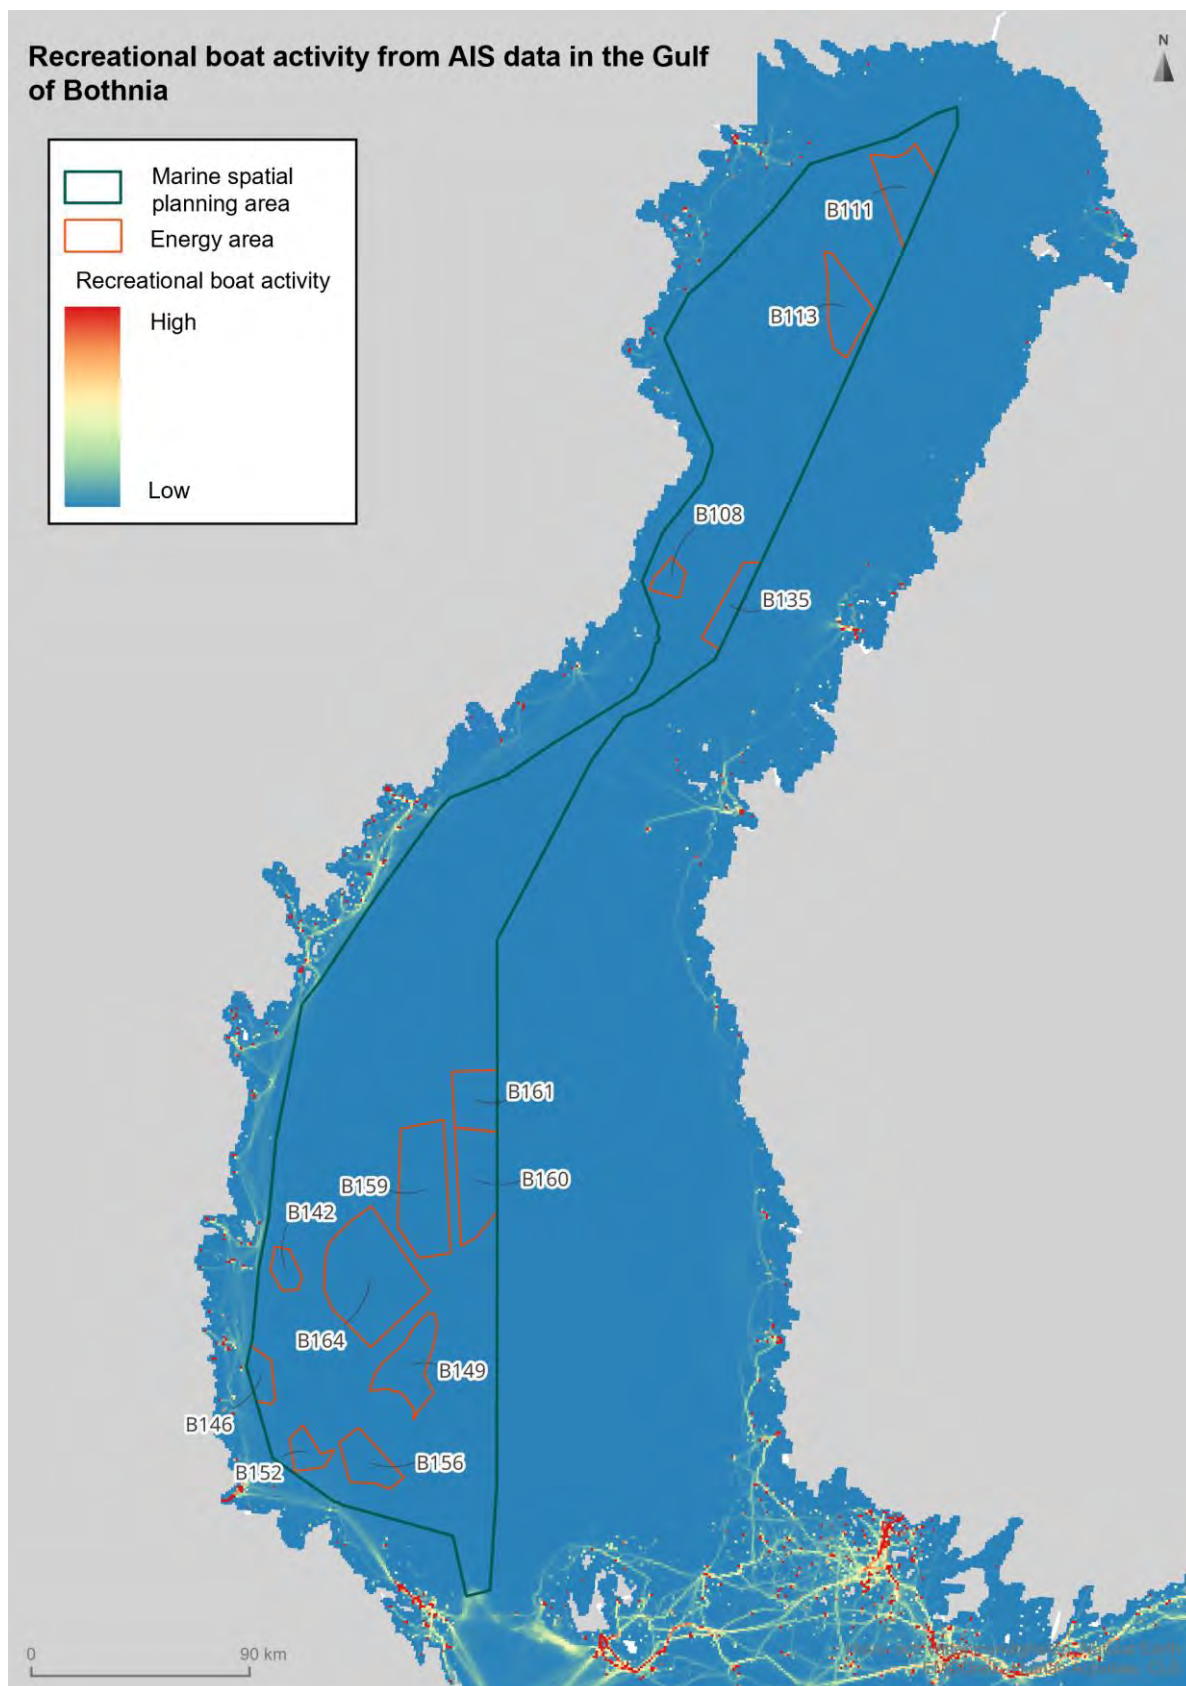 Recreational boat activity from AIS data in the Gulf
of Bothnia
N
Marine spatial
planning area
Energy area
Recreational boat activity
High
Low
B111
B113
B108
B135
B161
B159
B160
B142
B164
B149
B146
B156
B152
0 90 km